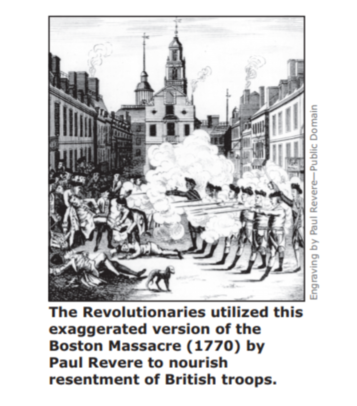 The Revolutionaries utilized this
exaggerated version of the
Boston Massacre (1770) by
Paul Revere to nourish
resentment of British troops.
Engraving by Paul Revere—Public Domain